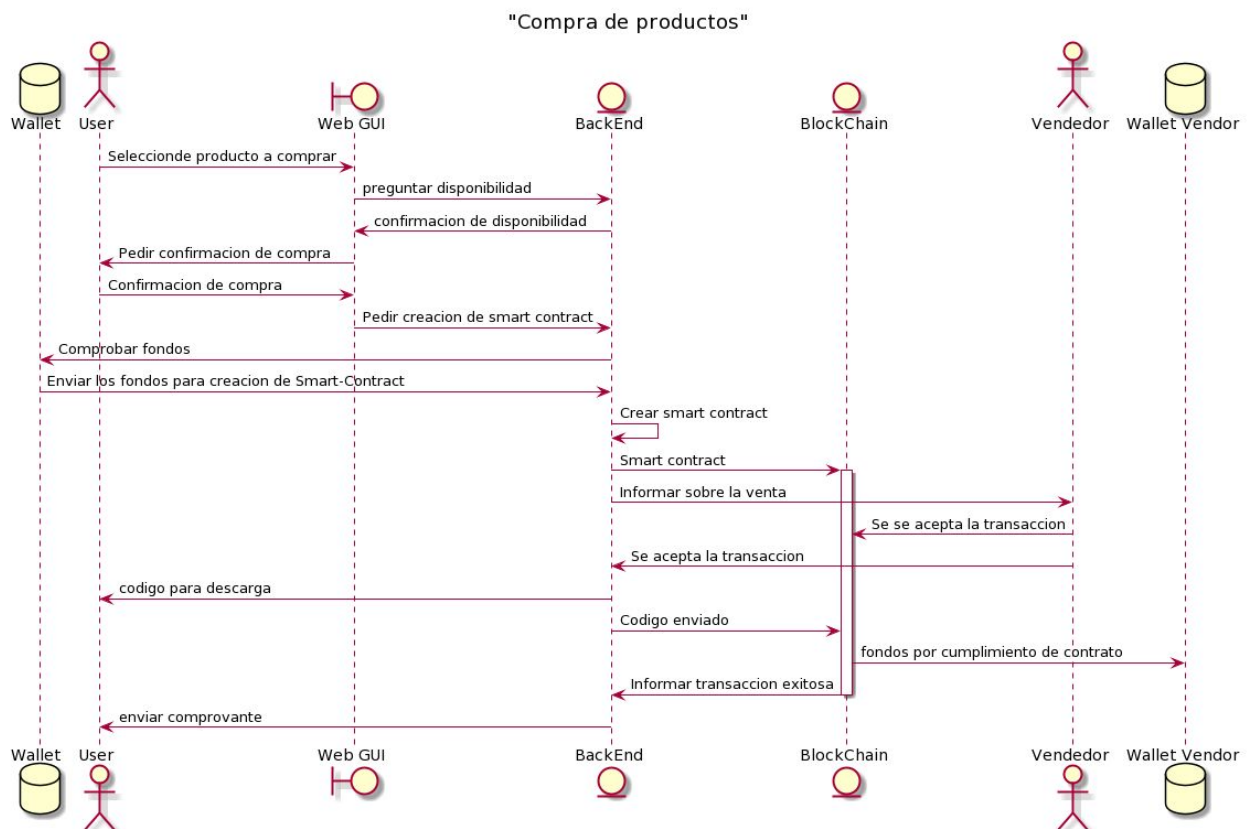 "Compra de productos"
Wallet
User
Web GUI
BackEnd
BlockChain
Vendedor
Wallet Vendor
Seleccionde producto a comprar
preguntar disponibilidad
confirmacion de disponibilidad
Pedir confirmacion de compra
Confirmacion de compra
Pedir creacion de smart contract
Comprobar fondos
Enviar los fondos para creacion de Smart-Contract
Crear smart contract
Smart contract
Informar sobre la venta
Se se acepta la transaccion
Se acepta la transaccion
codigo para descarga
Codigo enviado
fondos por cumplimiento de contrato
Informar transaccion exitosa
enviar comprovante
Wallet
User
Web GUI
BackEnd
BlockChain
Vendedor
Wallet Vendor